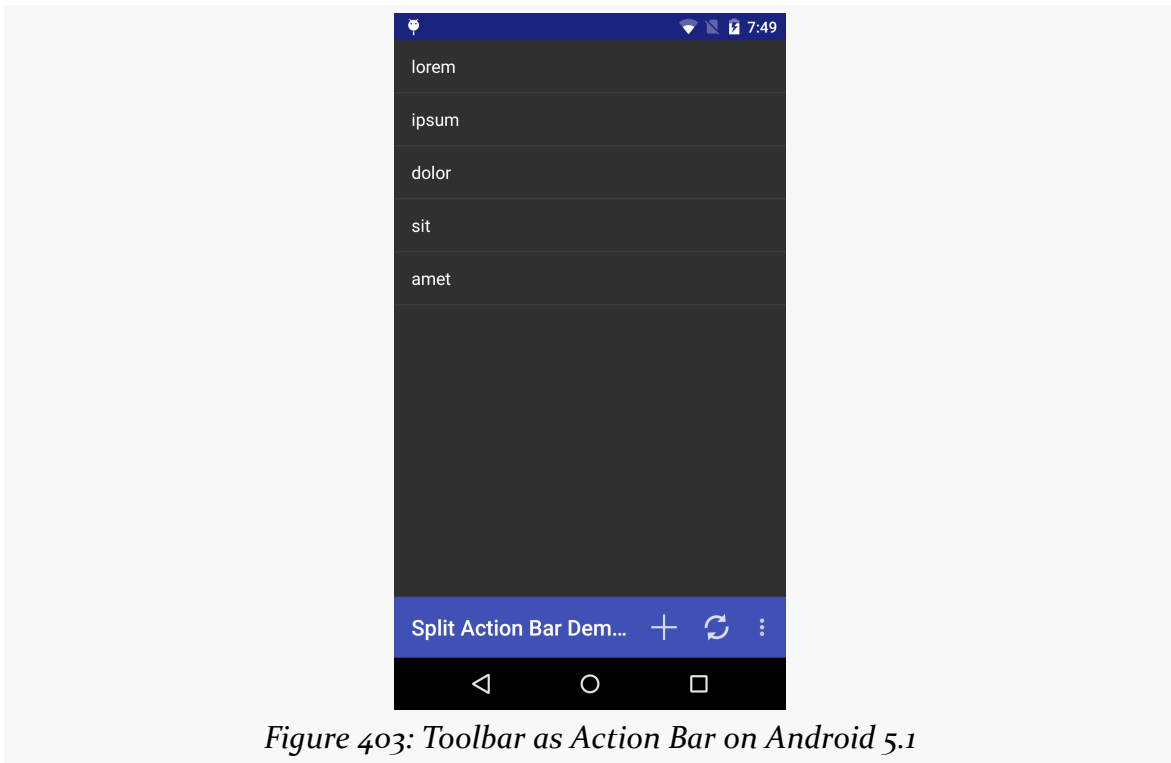 7:49
lorem
ipsum
dolor
sit
amet
Split Action Bar Dem...
Figure 403: Toolbar as Action Bar on Android 5.1